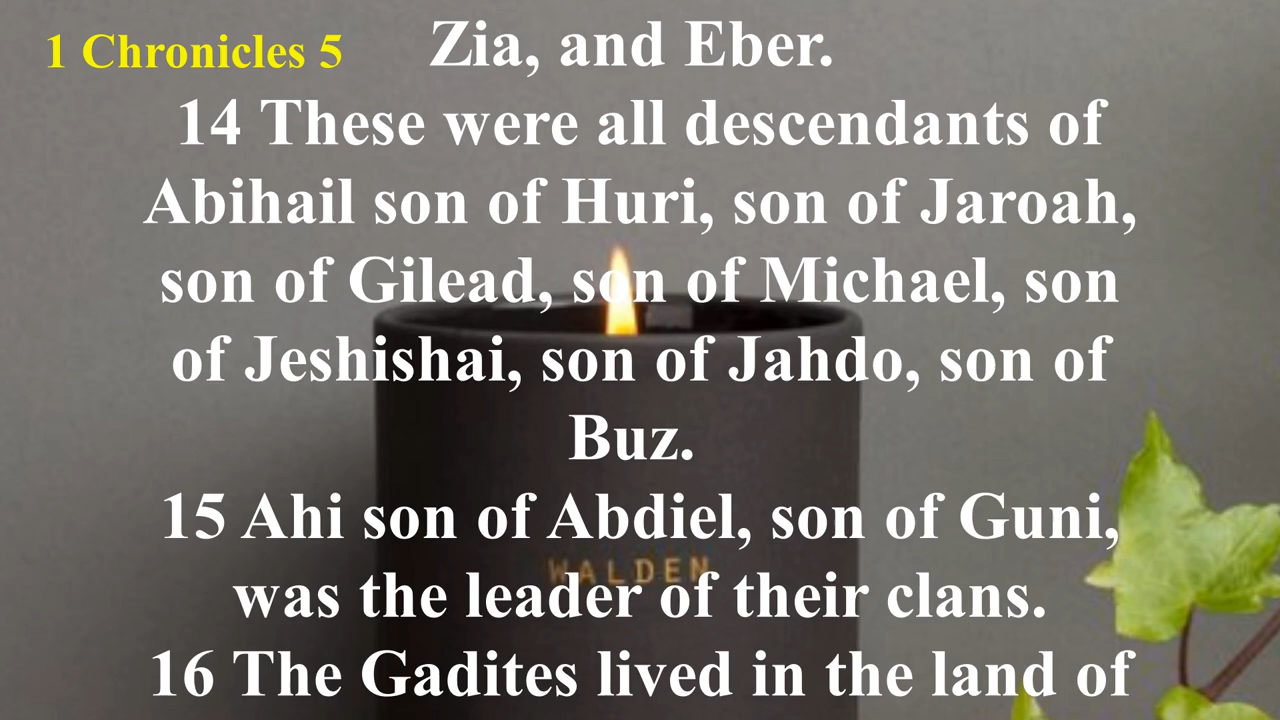 1 Chronicles 5
Zia, and Eber.
14 These were all descendants of
Abihail son of Huri, son of Jaroah,
son of Gilead, son of Michael, son
of Jeshishai, son of Jahdo, son of
Buz.
15 Ahi son of Abdiel, son of Guni,
WALDEN
was the leader of their clans.
16 The Gadites lived in the land of